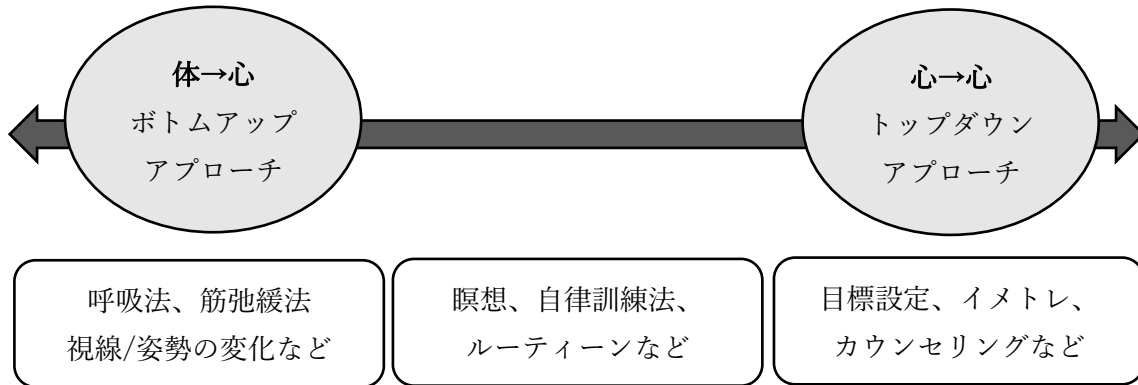 体→心
ボトムアップ
アプローチ
心→心
トップダウン
アプローチ
呼吸法、筋弛緩法
視線/姿勢の変化など
瞑想、自律訓練法、
ルーティーンなど
目標設定、イメトレ、
カウンセリングなど